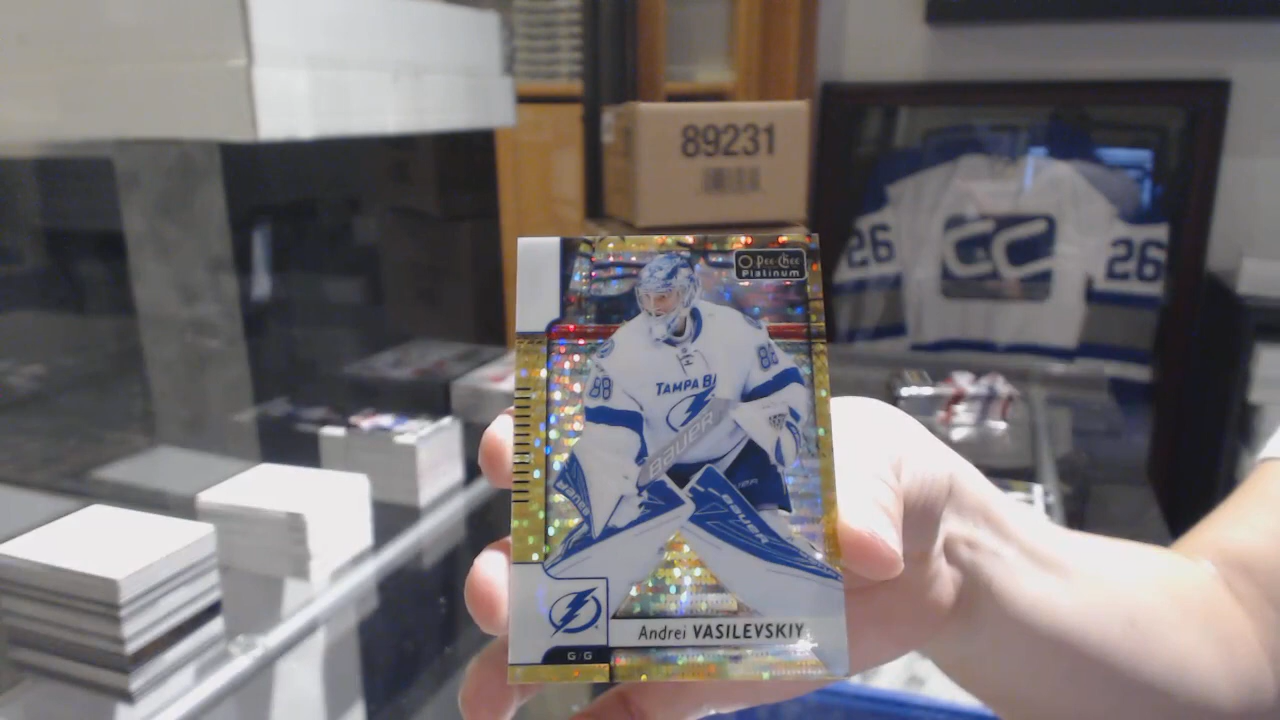 89231
26
26
O-Pee-Chee
Platinum
88
88
TAMPA BA
BAUER
BAUER
BAUER
Andrei VASILEVSKIY
G/G